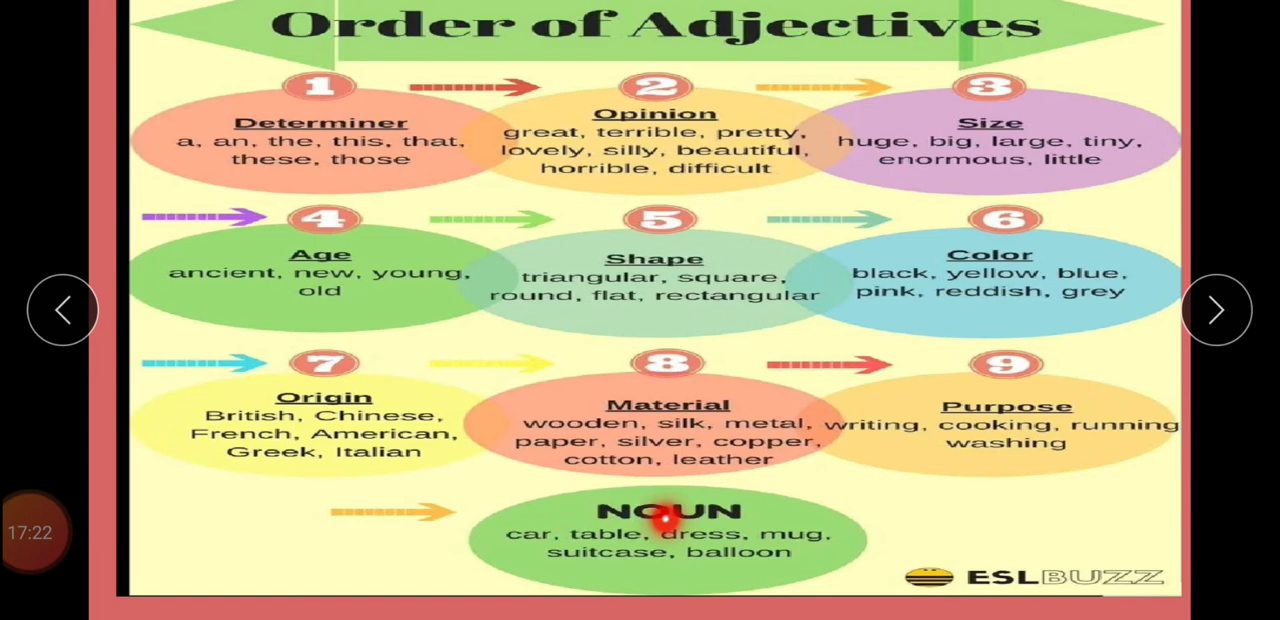 Order of Adjectives
1
2
3
Determiner
a, an, the, this, that,
these, those
Opinion
great, terrible, pretty,
lovely, silly, beautiful,
horrible, difficult
Size
huge, big, large, tiny,
enormous, little
4
5
6
Age
ancient, new, young,
old
Shape
triangular, square,
round, flat, rectangular
Color
black, yellow, blue,
pink, reddish, grey
7
8
9
Origin
British, Chinese,
French, American,
Greek, Italian
Material
wooden, silk, metal,
paper, silver, copper,
cotton, leather
Purpose
writing, cooking, running
washing
NOUN
car, table, dress, mug,
suitcase, balloon
17:22
ESLBUZZ